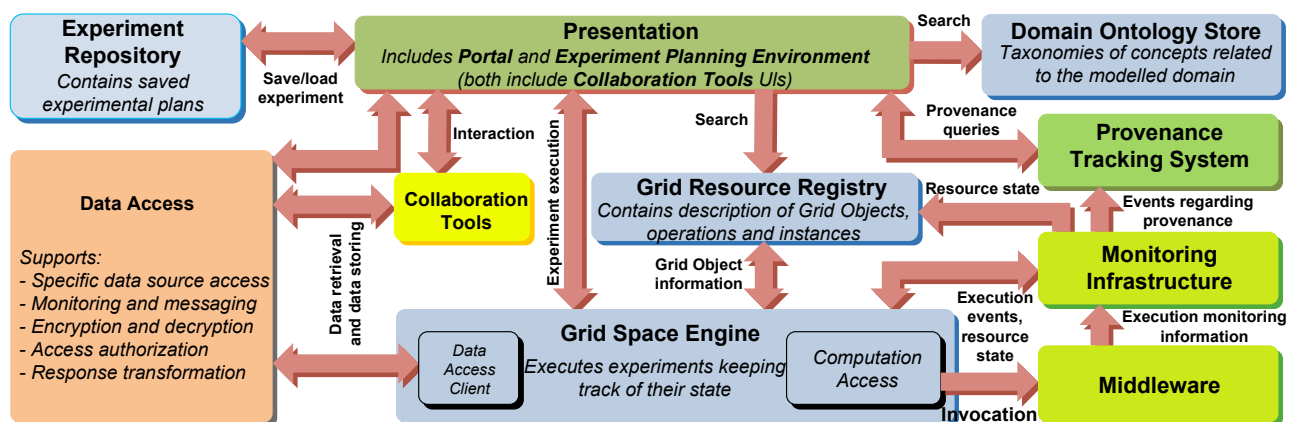 Experiment
Repository
Contains saved
experimental plans
Save/load
experiment
Presentation
Includes Portal and Experiment Planning Environment
(both include Collaboration Tools UIs)
Search
Domain Ontology Store
Taxonomies of concepts related
to the modelled domain
Interaction
Experiment execution
Search
Provenance
queries
Provenance
Tracking System
Data Access
Supports:
- Specific data source access
- Monitoring and messaging
- Encryption and decryption
- Access authorization
- Response transformation
Collaboration
Tools
Data retrieval
and data storing
Grid Resource Registry
Contains description of Grid Objects,
operations and instances
Resource state
Events regarding
provenance
Grid Object
information
Monitoring
Infrastructure
Execution
events,
resource
state
Execution monitoring
information
Grid Space Engine
Executes experiments keeping
track of their state
Data
Access
Client
Computation
Access
Invocation
Middleware